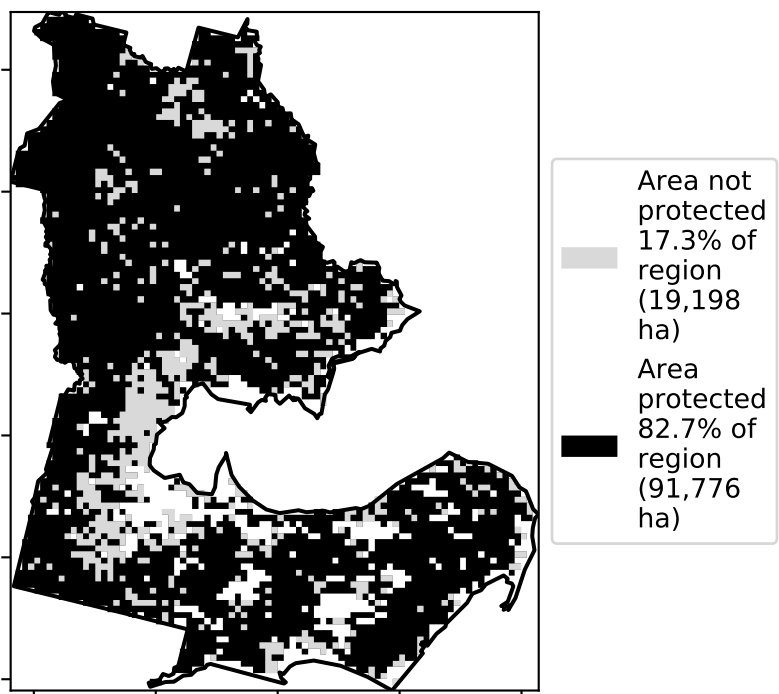 Area not
protected
17.3% of
region
(19,198
ha)
Area
protected
82.7% of
region
(91,776
ha)